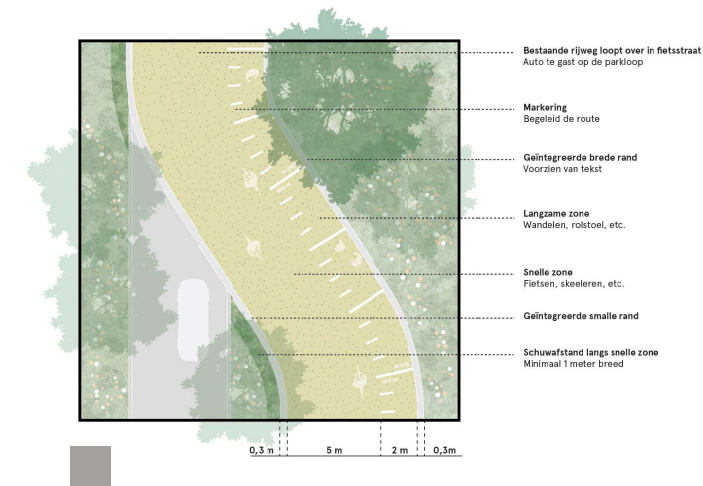 Bestaande rijweg loopt over in fietsstraat
Auto te gast op de parkloop
Markering
Begeleid de route
Geïntegreerde brede rand
Voorzien van tekst
Langzame zone
Wandelen, rolstoel, etc.
Snelle zone
Fietsen, skeeleren, etc.
Geïntegreerde smalle rand
Schuwafstand langs snelle zone
Minimaal 1 meter breed
0,3 m
5 m
2 m
0,3m